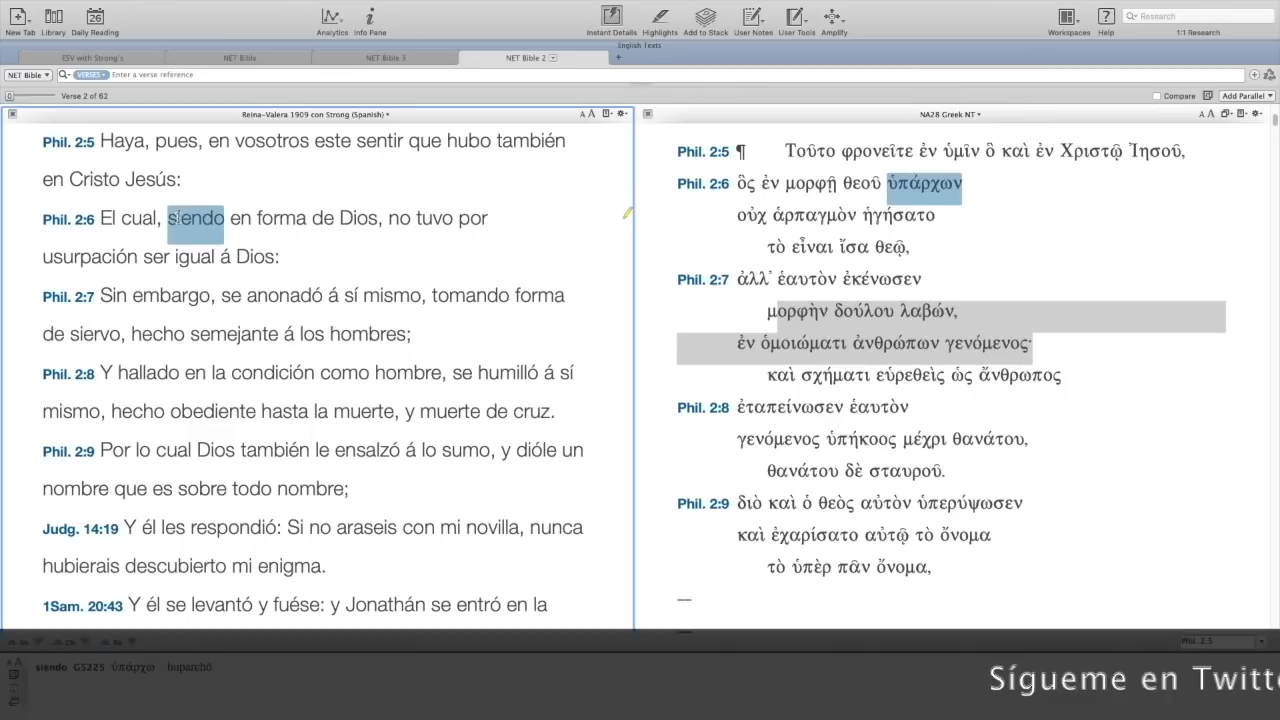 26
New Tab Library Daily Reading
Analytics Info Pane
Instant Details Highlights Add to Stack User Notes User Tools Amplify
Workspaces Help
Research
1:1 Research
English Texts
ESV with Strong's
NET Bible
NET Bible 3
NET Bible 2
+
NET Bible
VERSES
Enter a verse reference
Verse 2 of 62
Compare
Add Parallel
Reina-Valera 1909 con Strong (Spanish)
A A
Phil. 2:5 Haya, pues, en vosotros este sentir que hubo también
en Cristo Jesús:
Phil. 2:6 El cual, siendo en forma de Dios, no tuvo por
usurpación ser igual á Dios:
Phil. 2:7 Sin embargo, se anonadó á sí mismo, tomando forma
de siervo, hecho semejante á los hombres;
Phil. 2:8 Y hallado en la condición como hombre, se humilló á sí
mismo, hecho obediente hasta la muerte, y muerte de cruz.
Phil. 2:9 Por lo cual Dios también le ensalzó á lo sumo, y dióle un
nombre que es sobre todo nombre;
Judg. 14:19 Y él les respondió: Si no araseis con mi novilla, nunca
hubierais descubierto mi enigma.
1Sam. 20:43 Y él se levantó y fuése: y Jonathán se entró en la
NA28 Greek NT
A A
Phil. 2:5 ¶ Τοῦτο φρονεῖτε ἐν ὑμῖν ὃ καὶ ἐν Χριστῷ Ἰησοῦ,
Phil. 2:6 ὃς ἐν μορφῇ θεοῦ ὑπάρχων
οὐχ ἁρπαγμὸν ἡγήσατο
τὸ εἶναι ἴσα θεῷ,
Phil. 2:7 ἀλλ’ ἑαυτὸν ἐκένωσεν
μορφὴν δούλου λαβών,
ἐν ὁμοιώματι ἀνθρώπων γενόμενος·
καὶ σχήματι εὑρεθεὶς ὡς ἄνθρωπος
Phil. 2:8 ἐταπείνωσεν ἑαυτὸν
γενόμενος ὑπήκοος μέχρι θανάτου,
θανάτου δὲ σταυροῦ.
Phil. 2:9 διὸ καὶ ὁ θεὸς αὐτὸν ὑπερύψωσεν
καὶ ἐχαρίσατο αὐτῷ τὸ ὄνομα
τὸ ὑπὲρ πᾶν ὄνομα,
Phil. 2:5
siendo G5225 ὑπάρχω huparchō
Sígueme en Twitte